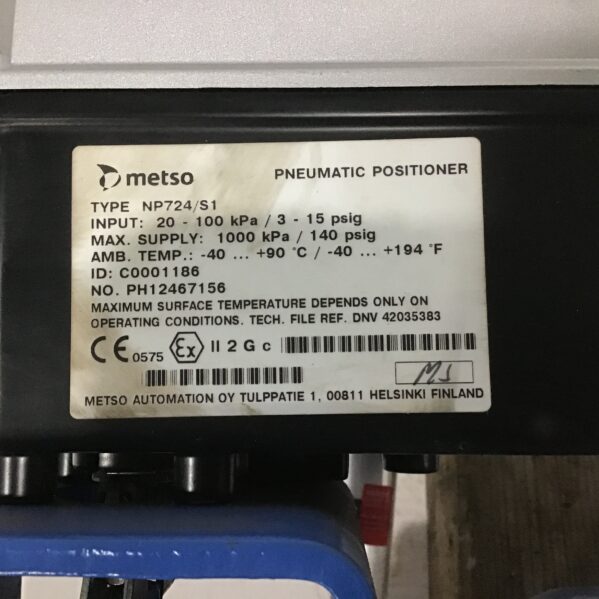 metso
PNEUMATIC POSITIONER
TYPE NP724/S1
INPUT: 20 - 100 kPa / 3 - 15 psig
MAX. SUPPLY: 1000 kPa / 140 psig
AMB. TEMP.: -40 ... +90 °C / -40 ... +194 °F
ID: C0001186
NO. PH12467156
MAXIMUM SURFACE TEMPERATURE DEPENDS ONLY ON
OPERATING CONDITIONS. TECH. FILE REF. DNV 42035383
CE 0575 Ex II 2 G c
METSO AUTOMATION OY TULPPATIE 1, 00811 HELSINKI FINLAND